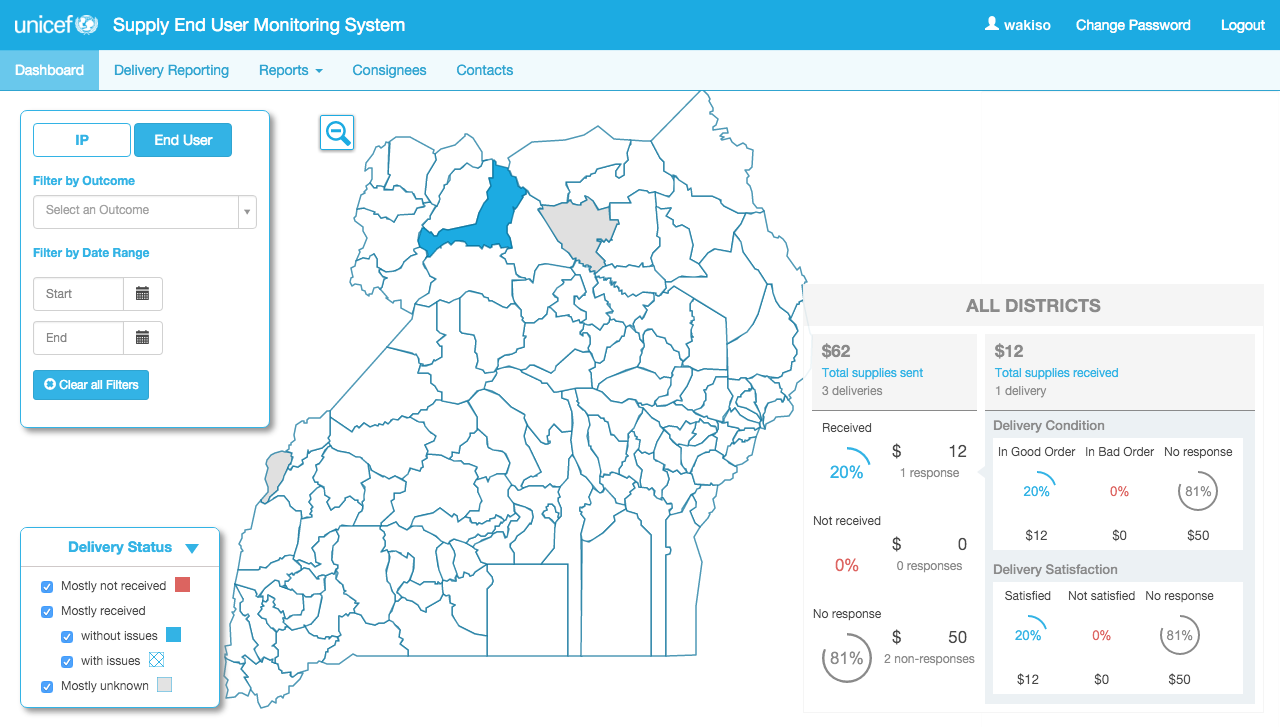 unicef Supply End User Monitoring System wakiso Change Password Logout
Dashboard Delivery Reporting Reports Consignees Contacts
IP End User
Filter by Outcome
Select an Outcome
Filter by Date Range
Start
End
Clear all Filters
Delivery Status
Mostly not received
Mostly received
without issues
with issues
Mostly unknown
ALL DISTRICTS
$62
Total supplies sent
3 deliveries
$12
Total supplies received
1 delivery
Received
20% $ 12
1 response
Not received
0% $ 0
0 responses
No response
81% $ 50
2 non-responses
Delivery Condition
In Good Order In Bad Order No response
20% 0% 81%
$12 $0 $50
Delivery Satisfaction
Satisfied Not satisfied No response
20% 0% 81%
$12 $0 $50